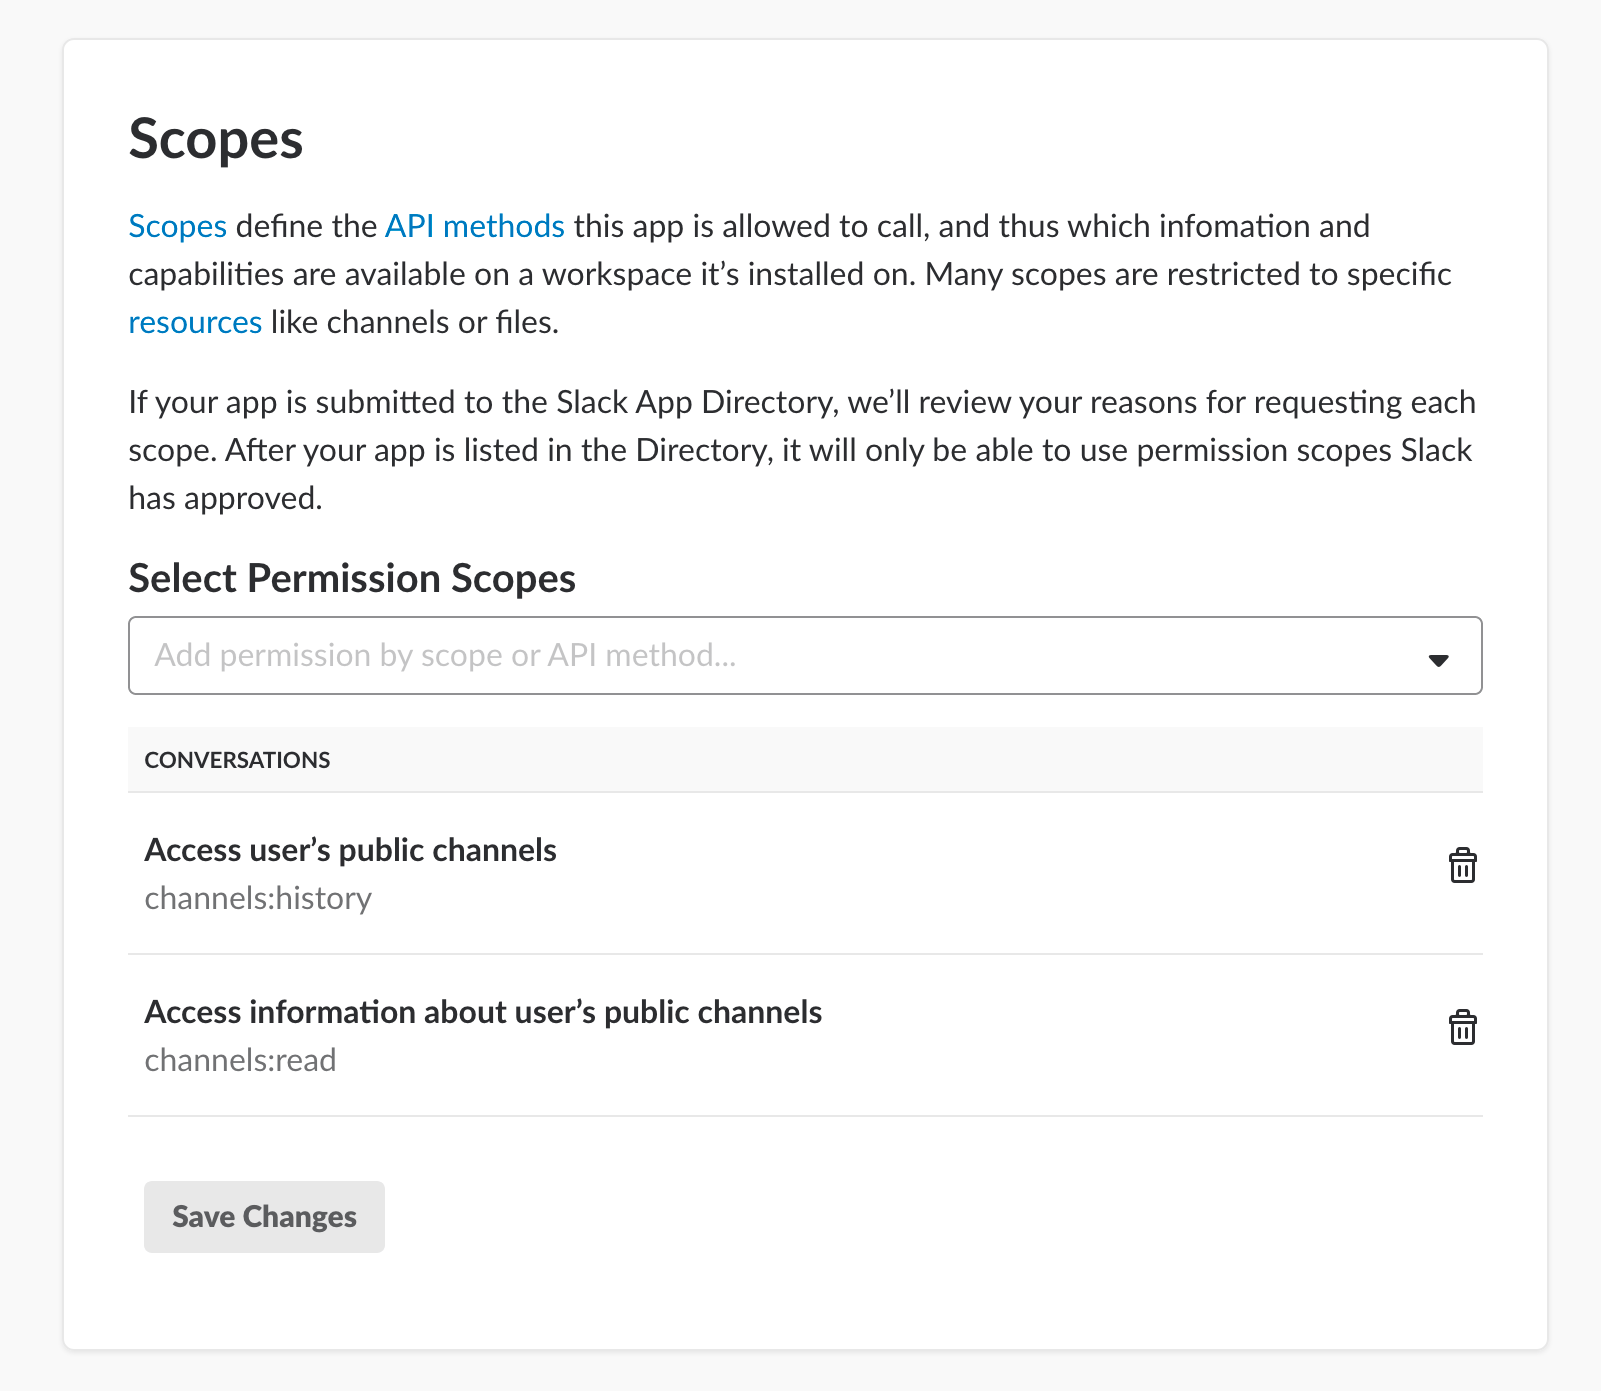 Scopes
Scopes define the API methods this app is allowed to call, and thus which infomation and
capabilities are available on a workspace it’s installed on. Many scopes are restricted to specific
resources like channels or files.
If your app is submitted to the Slack App Directory, we’ll review your reasons for requesting each
scope. After your app is listed in the Directory, it will only be able to use permission scopes Slack
has approved.
Select Permission Scopes
Add permission by scope or API method...
CONVERSATIONS
Access user’s public channels
channels:history
Access information about user’s public channels
channels:read
Save Changes